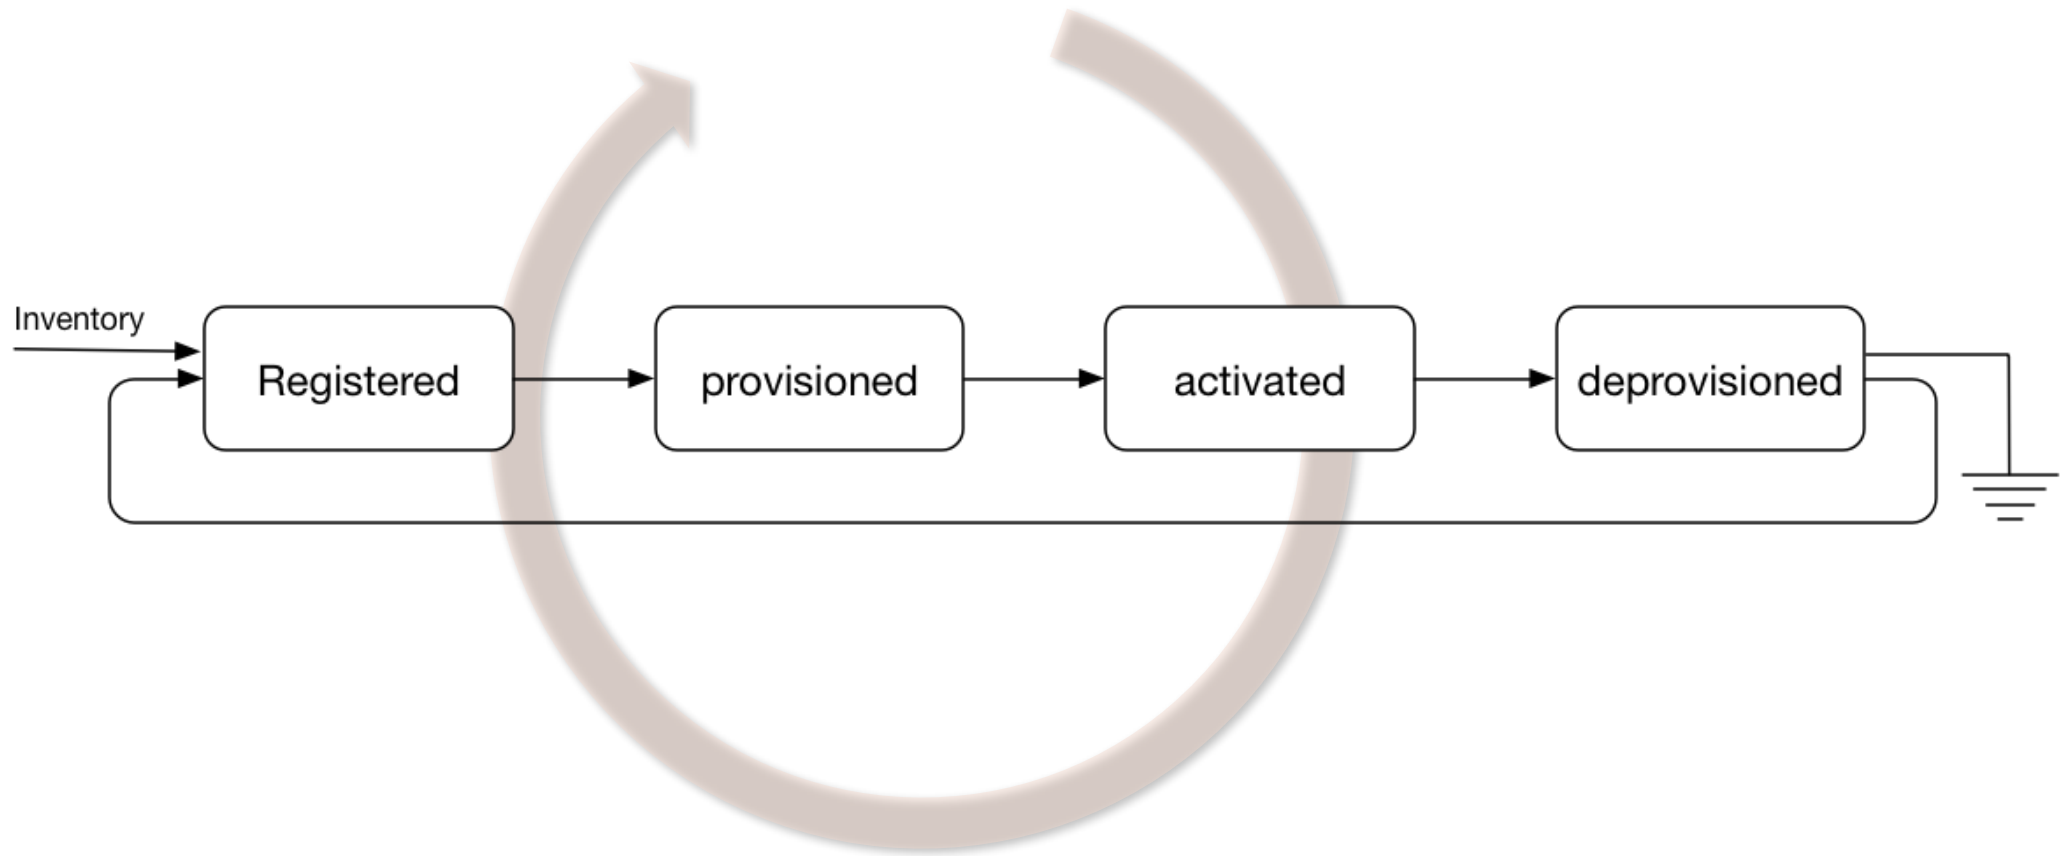 Inventory
Registered
provisioned
activated
deprovisioned